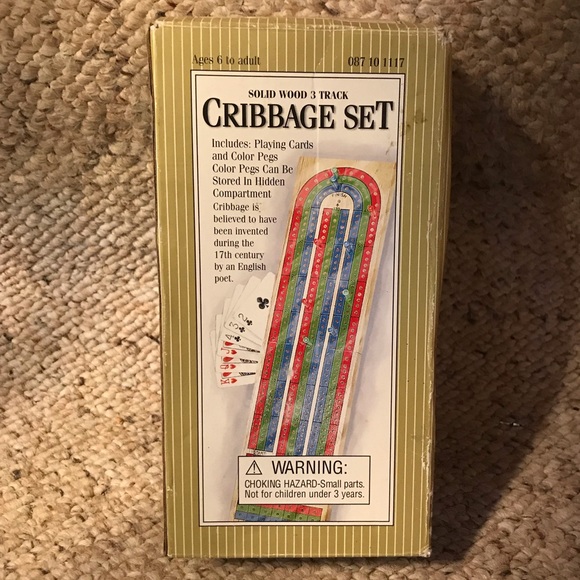 Ages 6 to adult 087 10 1117
SOLID WOOD 3 TRACK
CRIBBAGE SET
Includes: Playing Cards
and Color Pegs
Color Pegs Can Be
Stored In Hidden
Compartment
Cribbage is
believed to have
been invented
during the
17th century
by an English
poet.
⚠ WARNING:
CHOKING HAZARD-Small parts.
Not for children under 3 years.